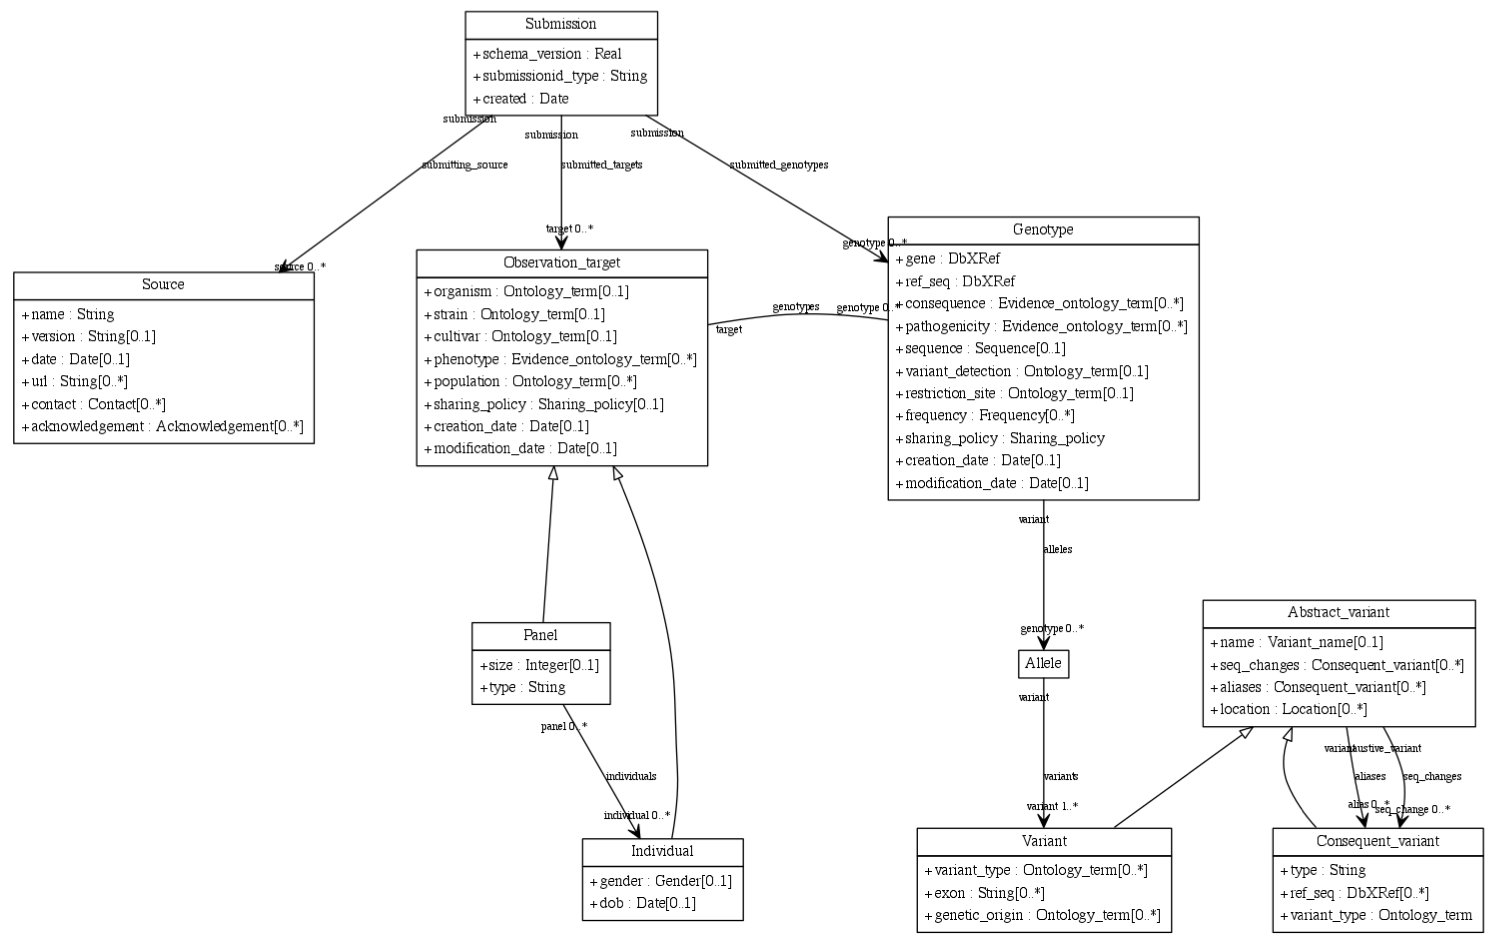 Submission
+schema_version : Real
+submissionid_type : String
+created : Date
submission
submission
submission
submitting_source
submitted_targets
submitted_genotypes
source 0..*
target 0..*
genotype 0..*
Source
+name : String
+version : String[0..1]
+date : Date[0..1]
+url : String[0..*]
+contact : Contact[0..*]
+acknowledgement : Acknowledgement[0..*]
Observation_target
+organism : Ontology_term[0..1]
+strain : Ontology_term[0..1]
+cultivar : Ontology_term[0..1]
+phenotype : Evidence_ontology_term[0..*]
+population : Ontology_term[0..*]
+sharing_policy : Sharing_policy[0..1]
+creation_date : Date[0..1]
+modification_date : Date[0..1]
target
genotypes
genotype 0..*
Genotype
+gene : DbXRef
+ref_seq : DbXRef
+consequence : Evidence_ontology_term[0..*]
+pathogenicity : Evidence_ontology_term[0..*]
+sequence : Sequence[0..1]
+variant_detection : Ontology_term[0..1]
+restriction_site : Ontology_term[0..1]
+frequency : Frequency[0..*]
+sharing_policy : Sharing_policy
+creation_date : Date[0..1]
+modification_date : Date[0..1]
variant
alleles
genotype 0..*
Allele
variant
variants
variant 1..*
Panel
+size : Integer[0..1]
+type : String
panel 0..*
individuals
individual 0..*
Individual
+gender : Gender[0..1]
+dob : Date[0..1]
Abstract_variant
+name : Variant_name[0..1]
+seq_changes : Consequent_variant[0..*]
+aliases : Consequent_variant[0..*]
+location : Location[0..*]
variant
aliases
seq_changes
alias 0..*
seq_change 0..*
Variant
+variant_type : Ontology_term[0..*]
+exon : String[0..*]
+genetic_origin : Ontology_term[0..*]
Consequent_variant
+type : String
+ref_seq : DbXRef[0..*]
+variant_type : Ontology_term